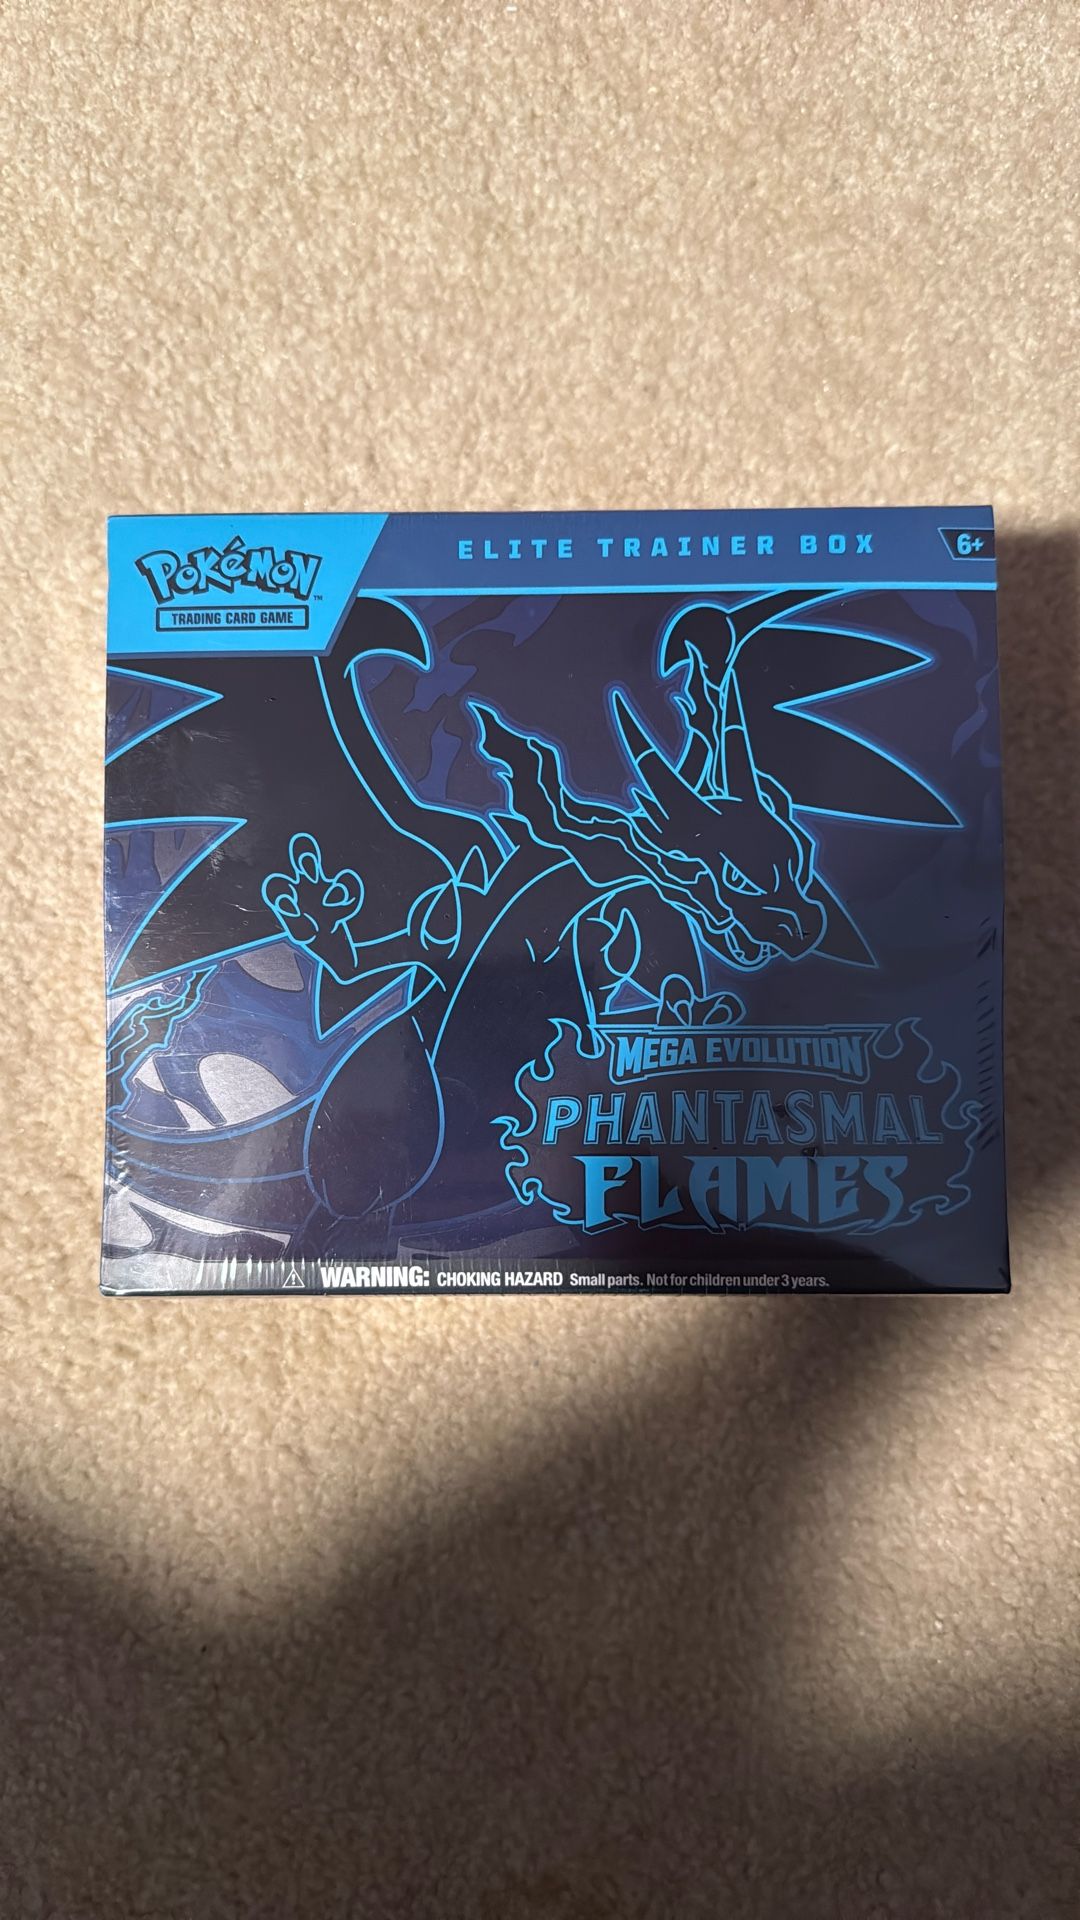 POKéMON™
TRADING CARD GAME
ELITE TRAINER BOX
6+
MEGA EVOLUTION
PHANTASMAL
FLAMES
WARNING: CHOKING HAZARD Small parts. Not for children under 3 years.